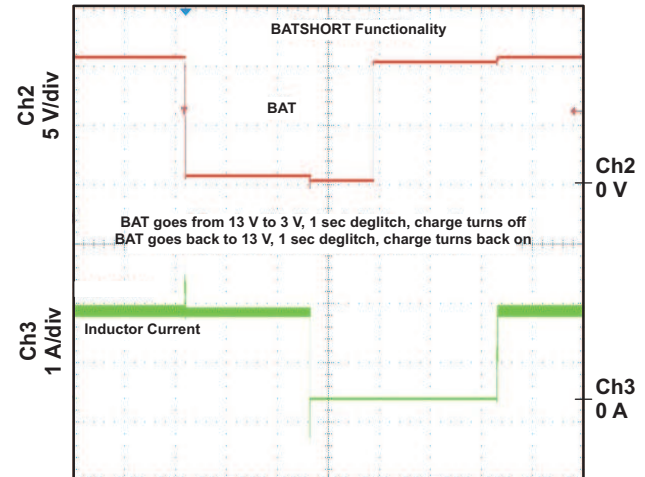 BATSHORT Functionality
Ch2
5 V/div
BAT
Ch2
0 V
BAT goes from 13 V to 3 V, 1 sec deglitch, charge turns off
BAT goes back to 13 V, 1 sec deglitch, charge turns back on
Ch3
1 A/div
Inductor Current
Ch3
0 A